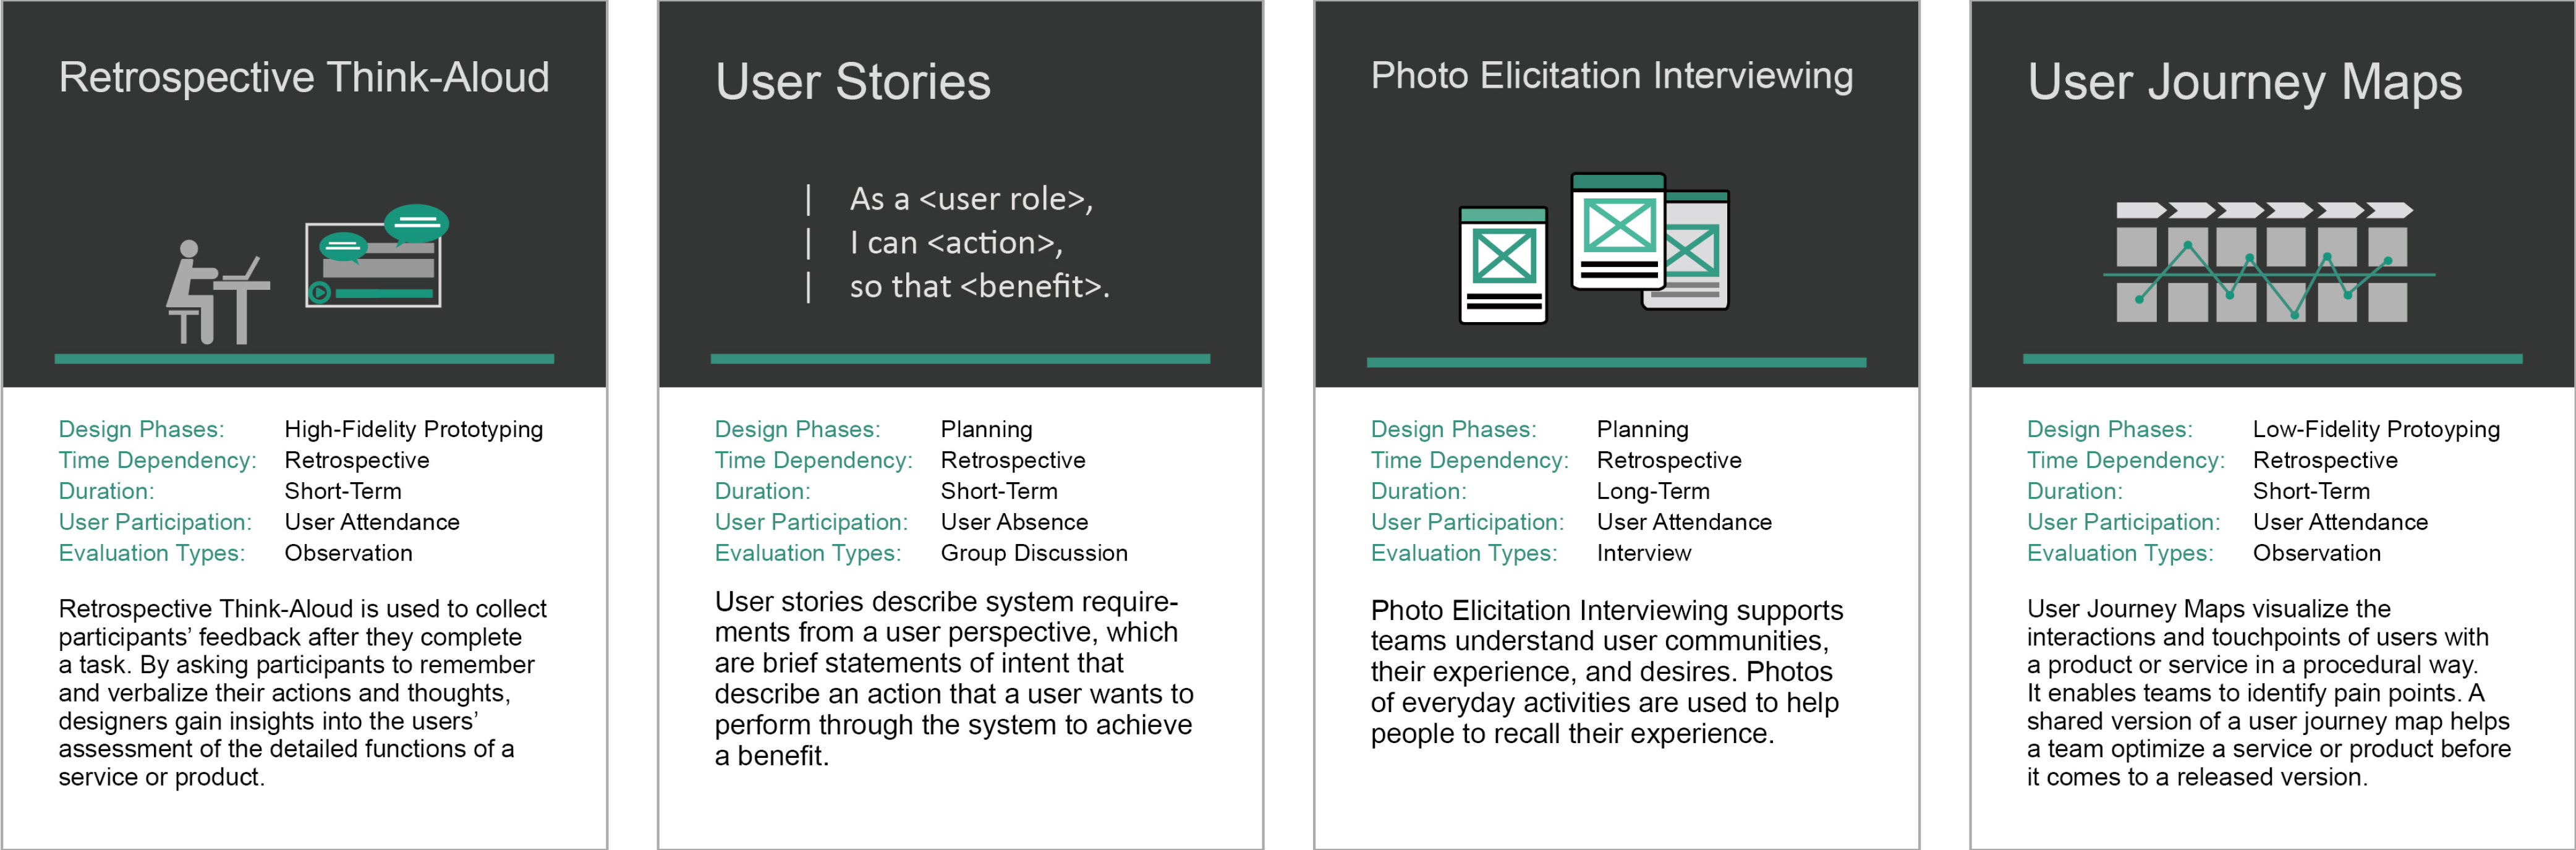 Retrospective Think-Aloud
Design Phases: High-Fidelity Prototyping
Time Dependency: Retrospective
Duration: Short-Term
User Participation: User Attendance
Evaluation Types: Observation
Retrospective Think-Aloud is used to collect
participants’ feedback after they complete
a task. By asking participants to remember
and verbalize their actions and thoughts,
designers gain insights into the users’
assessment of the detailed functions of a
service or product.
User Stories
| As a <user role>,
| I can <action>,
| so that <benefit>.
Design Phases: Planning
Time Dependency: Retrospective
Duration: Short-Term
User Participation: User Absence
Evaluation Types: Group Discussion
User stories describe system require-
ments from a user perspective, which
are brief statements of intent that
describe an action that a user wants to
perform through the system to achieve
a benefit.
Photo Elicitation Interviewing
Design Phases: Planning
Time Dependency: Retrospective
Duration: Long-Term
User Participation: User Attendance
Evaluation Types: Interview
Photo Elicitation Interviewing supports
teams understand user communities,
their experience, and desires. Photos
of everyday activities are used to help
people to recall their experience.
User Journey Maps
Design Phases: Low-Fidelity Protoyping
Time Dependency: Retrospective
Duration: Short-Term
User Participation: User Attendance
Evaluation Types: Observation
User Journey Maps visualize the
interactions and touchpoints of users with
a product or service in a procedural way.
It enables teams to identify pain points. A
shared version of a user journey map helps
a team optimize a service or product before
it comes to a released version.